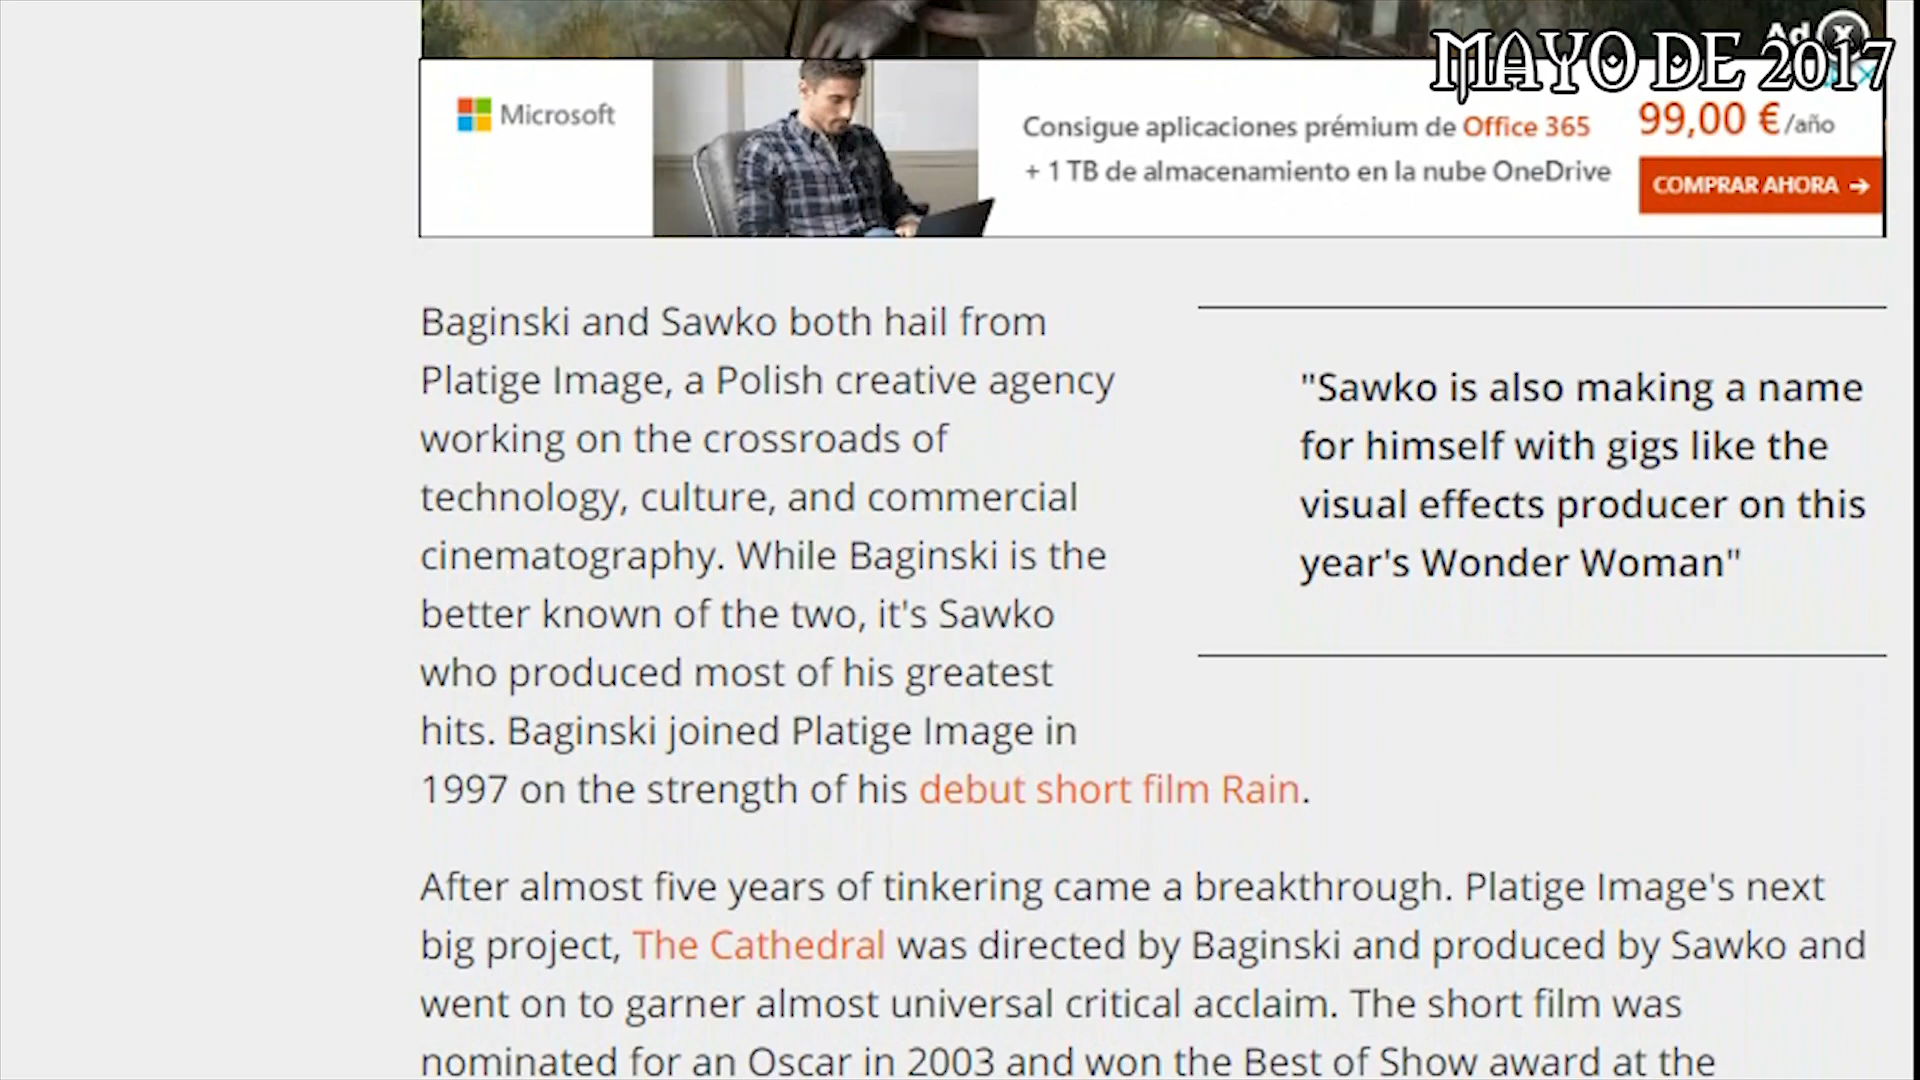 Ad X
MAYO DE 2017
Microsoft
Consigue aplicaciones prémium de Office 365
+ 1 TB de almacenamiento en la nube OneDrive
99,00 €/año
COMPRAR AHORA →
Baginski and Sawko both hail from
Platige Image, a Polish creative agency
working on the crossroads of
technology, culture, and commercial
cinematography. While Baginski is the
better known of the two, it's Sawko
who produced most of his greatest
hits. Baginski joined Platige Image in
1997 on the strength of his debut short film Rain.
"Sawko is also making a name
for himself with gigs like the
visual effects producer on this
year's Wonder Woman"
After almost five years of tinkering came a breakthrough. Platige Image's next
big project, The Cathedral was directed by Baginski and produced by Sawko and
went on to garner almost universal critical acclaim. The short film was
nominated for an Oscar in 2003 and won the Best of Show award at the